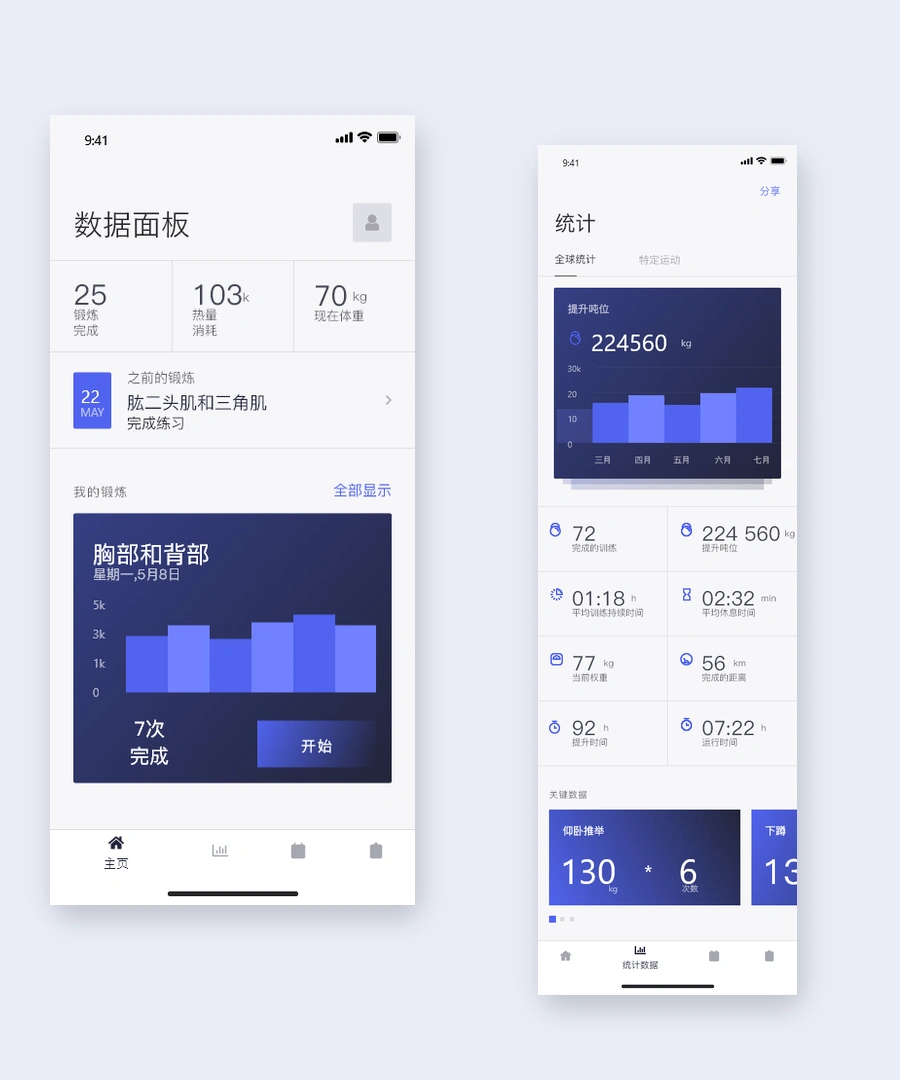 9:41
数据面板
25
锻炼
完成
103k
热量
消耗
70 kg
现在体重
22
MAY
之前的锻炼
肱二头肌和三角肌
完成练习
我的锻炼
全部显示
胸部和背部
星期一,5月8日
5k
3k
1k
0
7次
完成
开始
主页
9:41
分享
统计
全球统计
特定运动
提升吨位
224560 kg
30k
20
10
0
三月 四月 五月 六月 七月
72
完成的训练
224 560 kg
提升吨位
01:18 h
平均训练持续时间
02:32 min
平均休息时间
77 kg
当前权重
56 km
完成的距离
92 h
提升时间
07:22 h
运行时间
关键数据
仰卧推举
130 kg * 6
次数
下蹲
13
统计数据